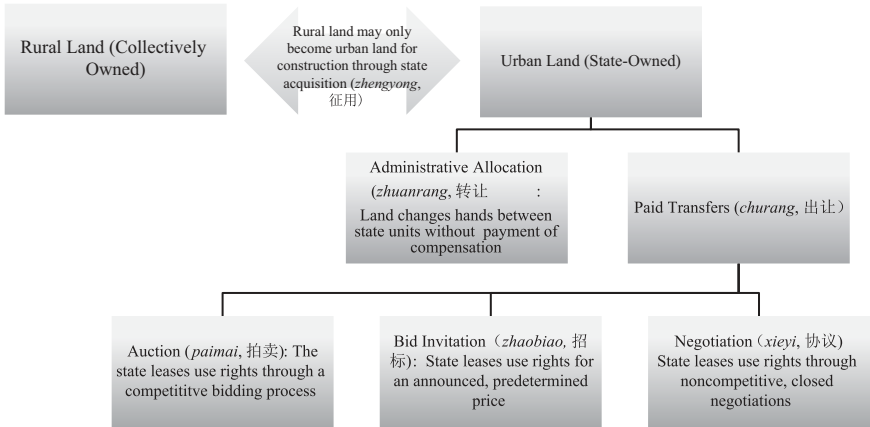 Rural Land (Collectively
Owned)
Rural land may only
become urban land for
construction through state
acquisition (zhengyong,
征用）
Urban Land (State-Owned)
Administrative Allocation
(zhuanrang, 转让 :
Land changes hands between
state units without payment of
compensation
Paid Transfers (churang, 出让）
Auction (paimai, 拍卖): The
state leases use rights through a
competititve bidding process
Bid Invitation（zhaobiao, 招
标): State leases use rights for
an announced, predetermined
price
Negotiation（xieyi, 协议)
State leases use rights through
noncompetitive, closed
negotiations